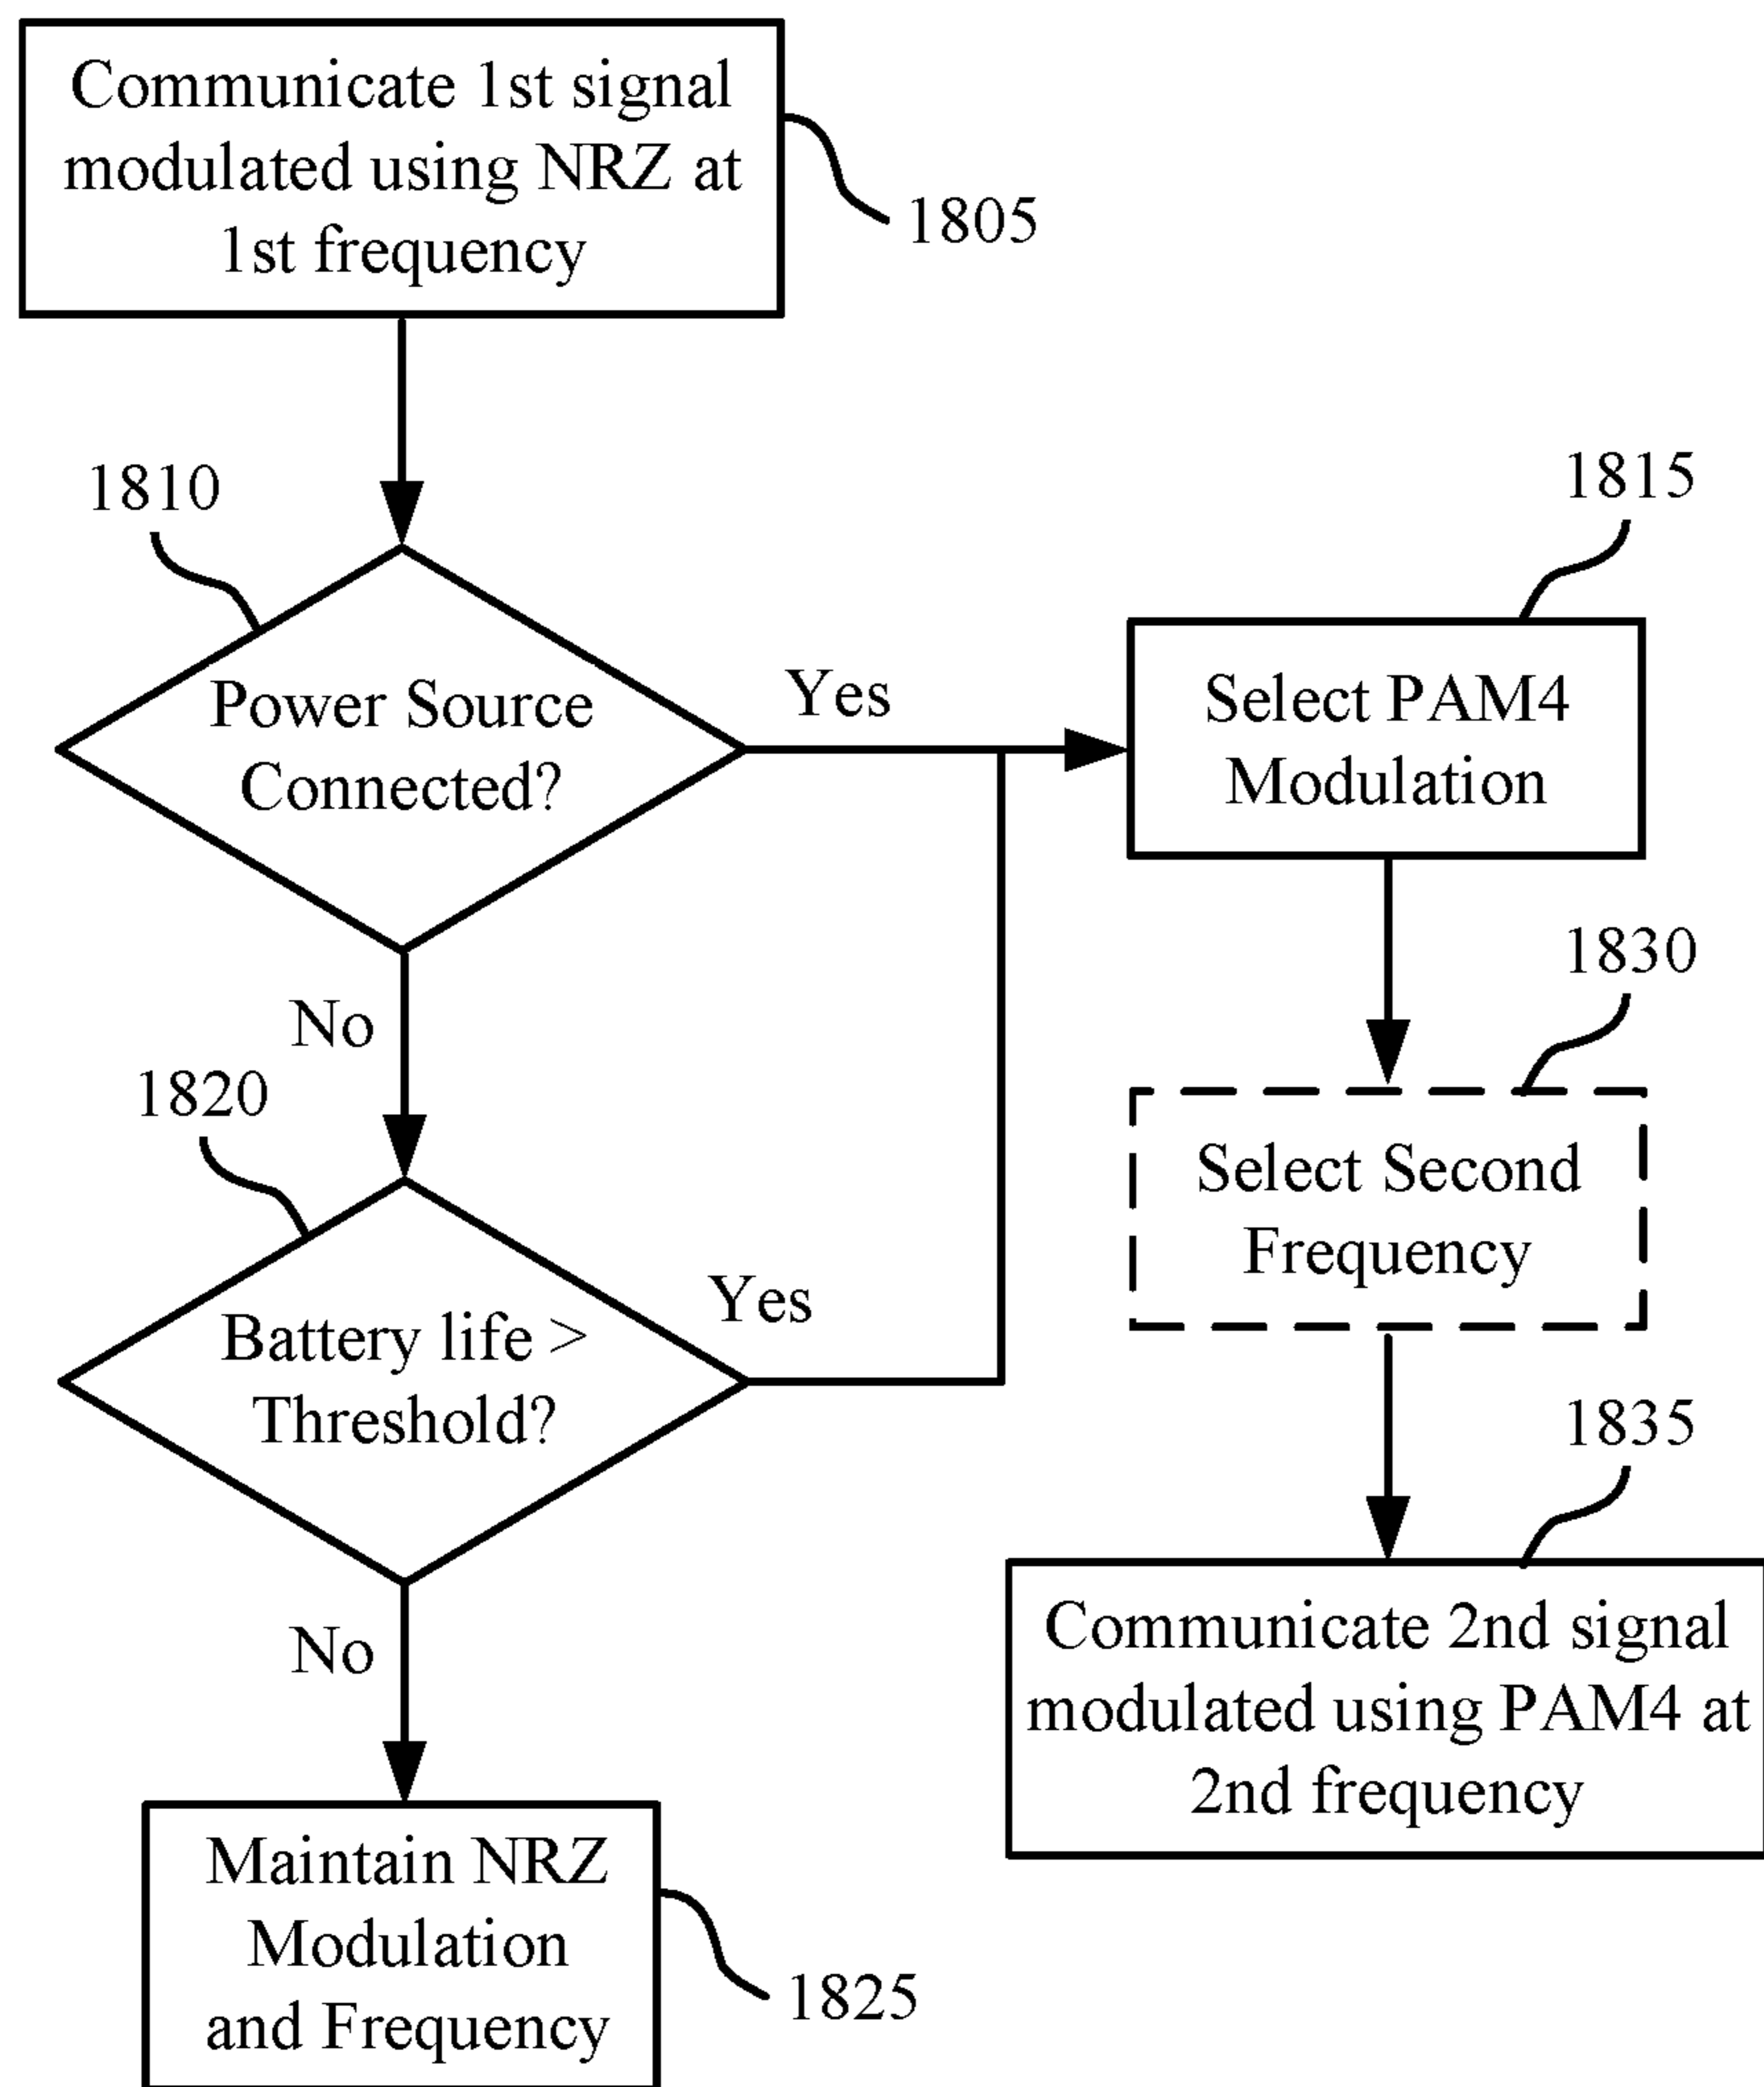 Communicate 1st signal
modulated using NRZ at
1st frequency
1805
1810
Power Source
Connected?
Yes
No
1815
Select PAM4
Modulation
1820
Battery life >
Threshold?
Yes
No
1830
Select Second
Frequency
1835
Communicate 2nd signal
modulated using PAM4 at
2nd frequency
Maintain NRZ
Modulation
and Frequency
1825